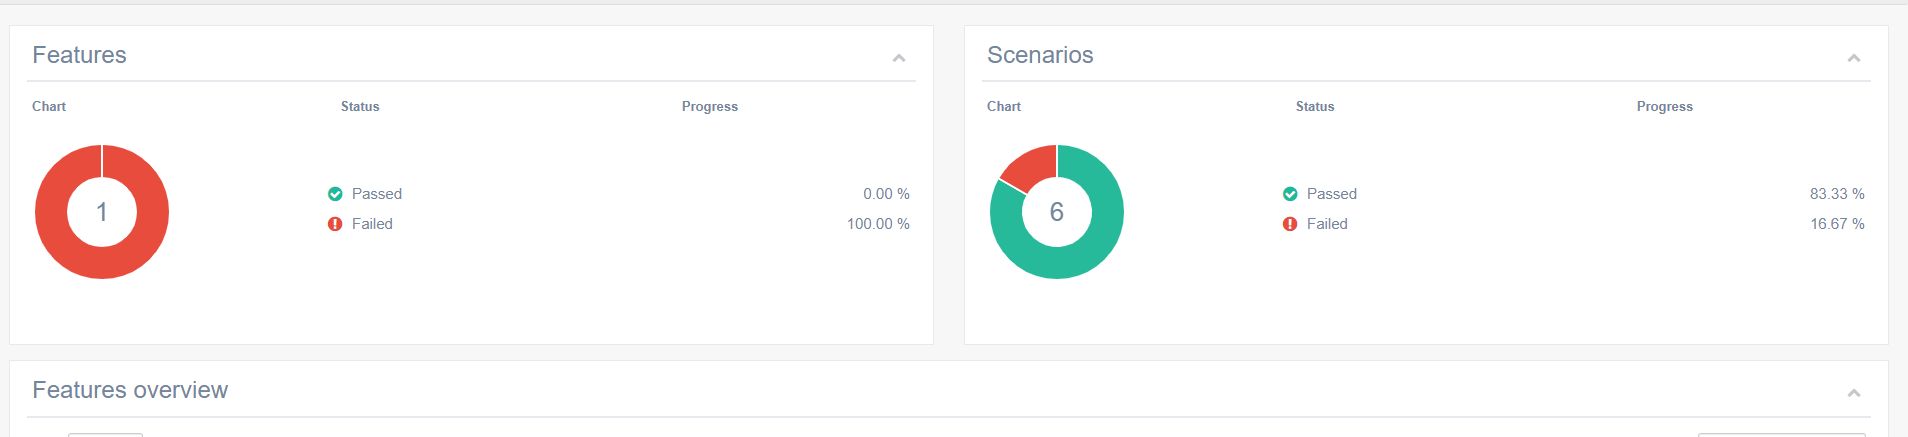 Features
Chart Status Progress
1
Passed 0.00 %
Failed 100.00 %
Scenarios
Chart Status Progress
6
Passed 83.33 %
Failed 16.67 %
Features overview